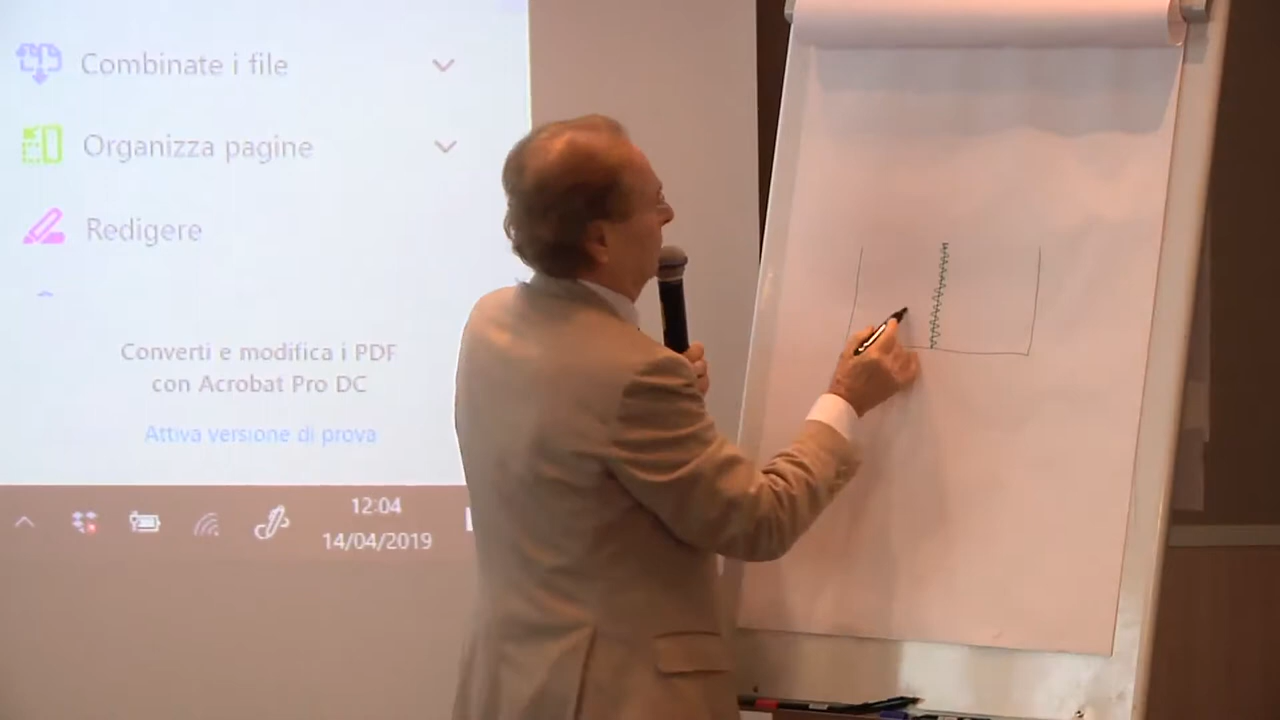 Combinate i file
Organizza pagine
Redigere
Converti e modifica i PDF
con Acrobat Pro DC
Attiva versione di prova
12:04
14/04/2019